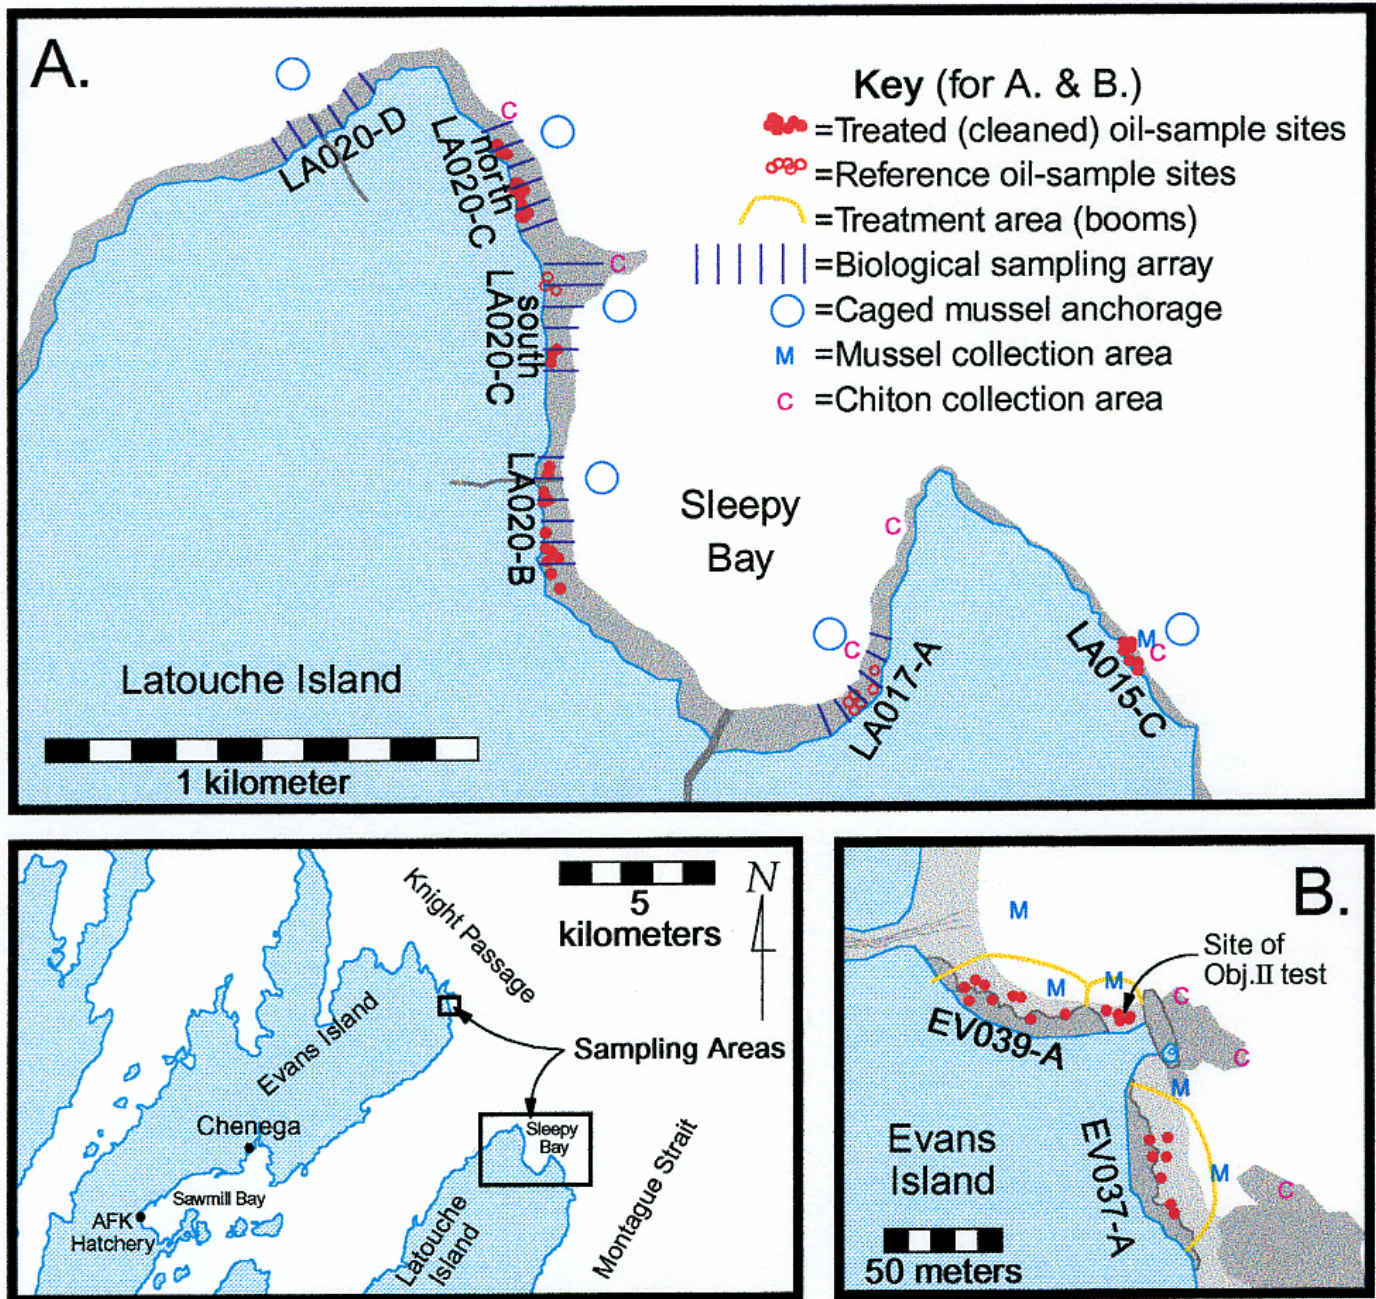 A.
Key (for A. & B.)
=Treated (cleaned) oil-sample sites
=Reference oil-sample sites
=Treatment area (booms)
=Biological sampling array
=Caged mussel anchorage
M =Mussel collection area
C =Chiton collection area
LA020-D
C
north
LA020-C
C
south
LA020-C
LA020-B
Sleepy
Bay
C
C
LA017-A
M
C
LA015-C
Latouche Island
1 kilometer
5
kilometers
N
Knight Passage
Evans Island
Sampling Areas
Chenega
Sleepy
Bay
Sawmill Bay
AFK
Hatchery
Latouche
Island
Montague Strait
B.
M
Site of
Obj.II test
M
M
C
EV039-A
C
M
Evans
Island
EV037-A
M
C
50 meters